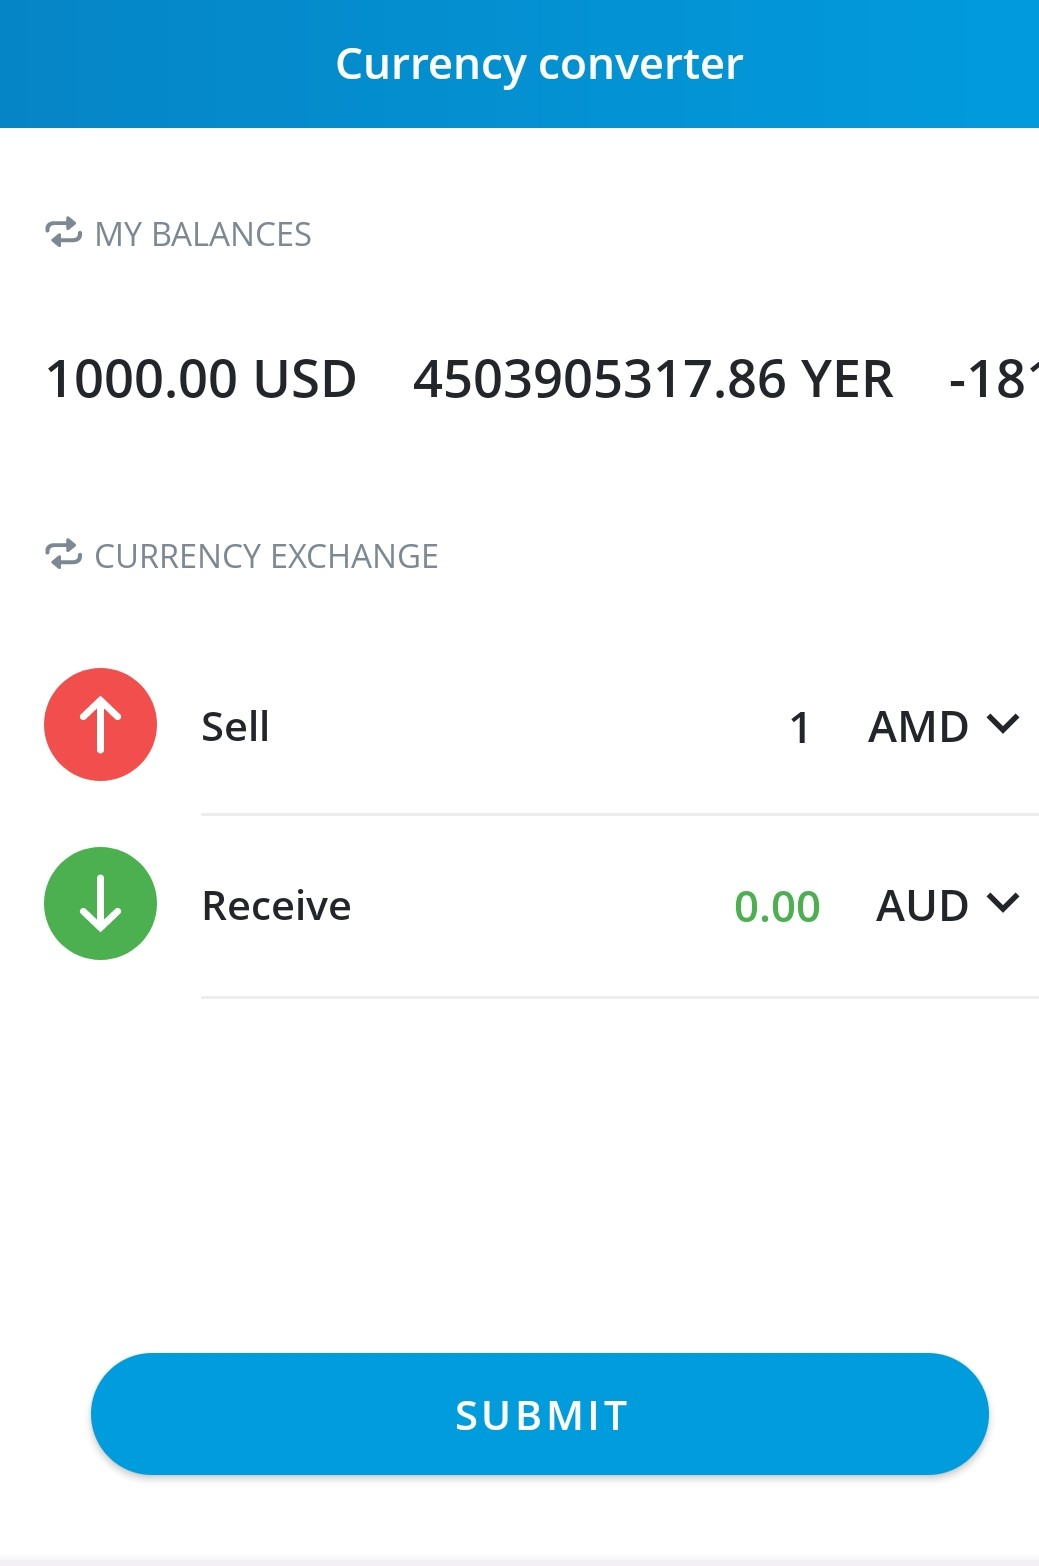 Currency converter
MY BALANCES
1000.00 USD 4503905317.86 YER -181
CURRENCY EXCHANGE
Sell 1 AMD
Receive 0.00 AUD
SUBMIT